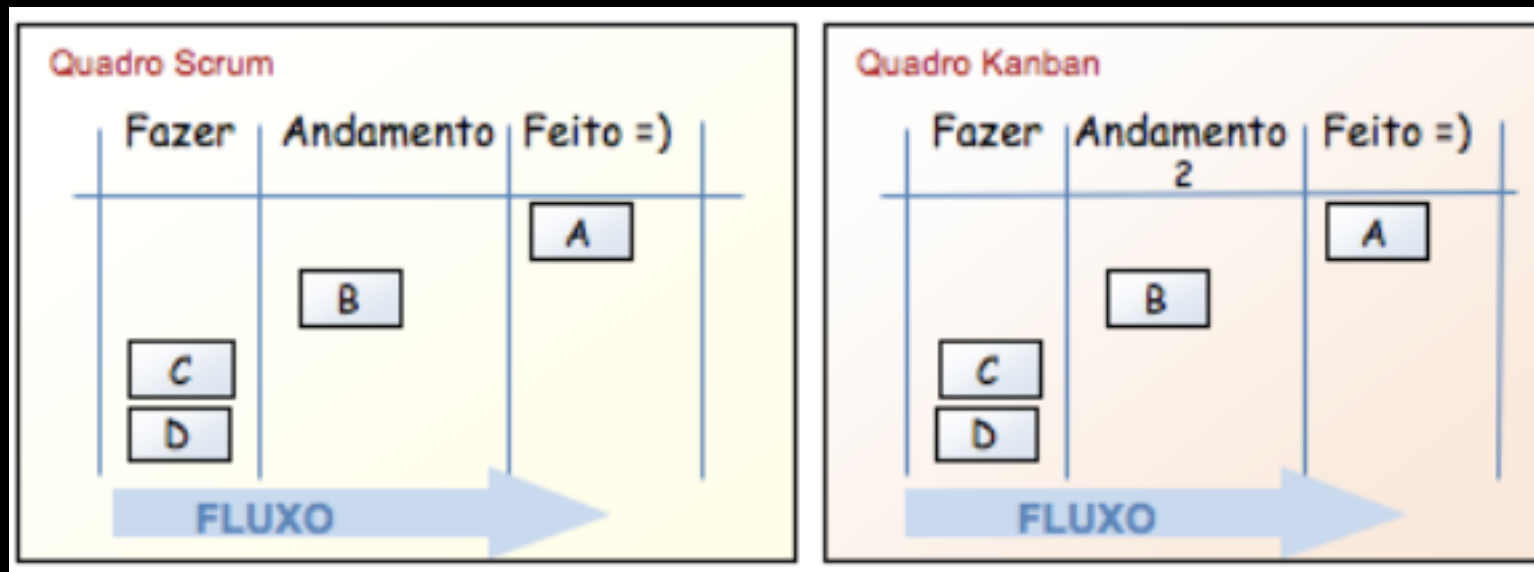 Quadro Scrum
Fazer Andamento Feito =)
A
B
C
D
FLUXO
Quadro Kanban
Fazer Andamento Feito =)
2
A
B
C
D
FLUXO